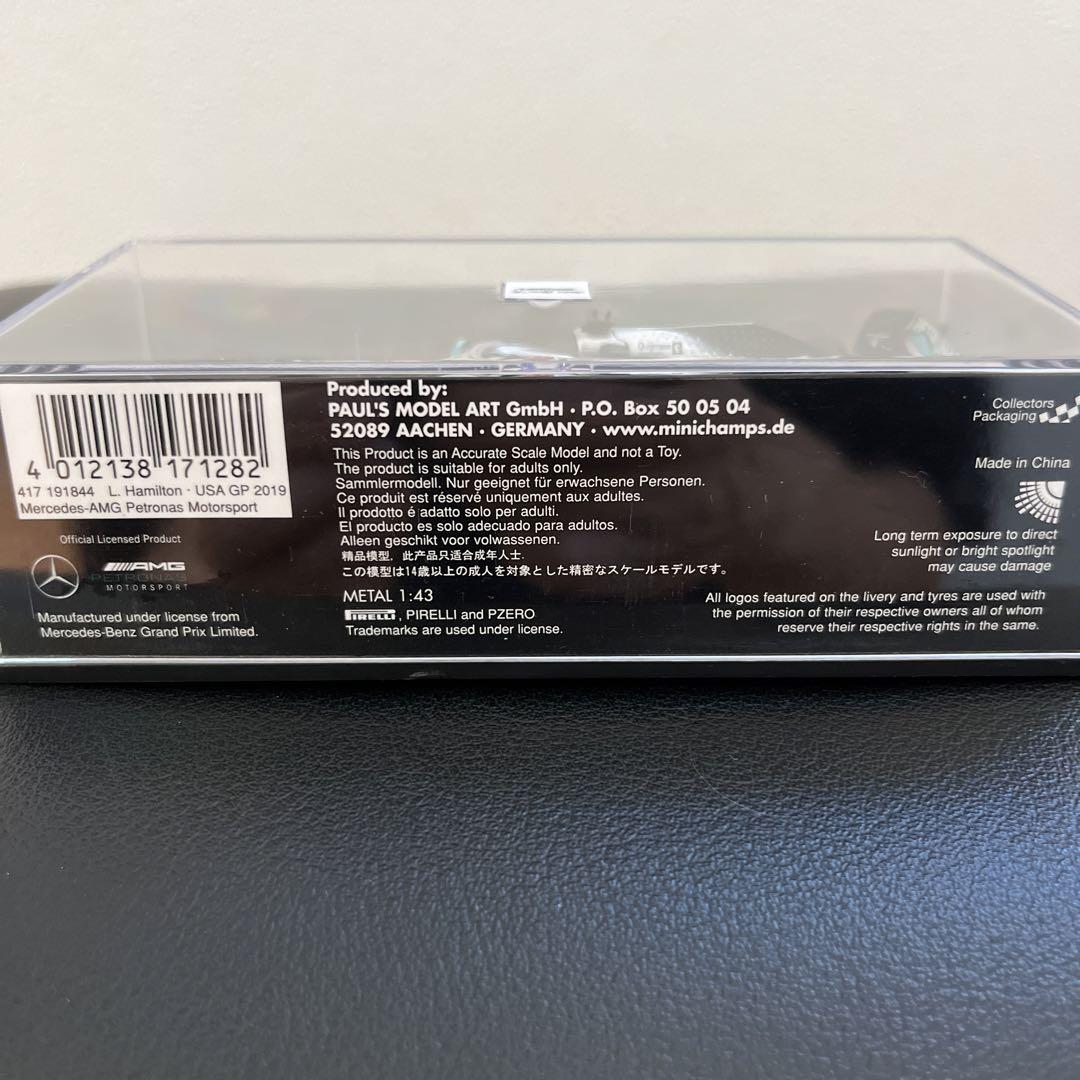 4 012138 171282
417 191844 L. Hamilton · USA GP 2019
Mercedes-AMG Petronas Motorsport
Official Licensed Product
AMG
PETRONAS
MOTORSPORT
Manufactured under license from
Mercedes-Benz Grand Prix Limited.
Produced by:
PAUL'S MODEL ART GmbH · P.O. Box 50 05 04
52089 AACHEN · GERMANY · www.minichamps.de
This Product is an Accurate Scale Model and not a Toy.
The product is suitable for adults only.
Sammlermodell. Nur geeignet für erwachsene Personen.
Ce produit est réservé uniquement aux adultes.
Il prodotto é adatto solo per adulti.
El producto es solo adecuado para adultos.
Alleen geschikt voor volwassenen.
精品模型. 此产品只适合成年人士.
この模型は14歳以上の成人を対象とした精密なスケールモデルです。
METAL 1:43
PIRELLI, PIRELLI and PZERO
Trademarks are used under license.
Collectors
Packaging
Made in China
Long term exposure to direct
sunlight or bright spotlight
may cause damage
All logos featured on the livery and tyres are used with
the permission of their respective owners all of whom
reserve their respective rights in the same.